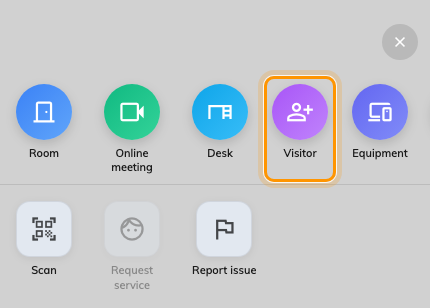 Room
Online
meeting
Desk
Visitor
Equipment
Scan
Request
service
Report issue